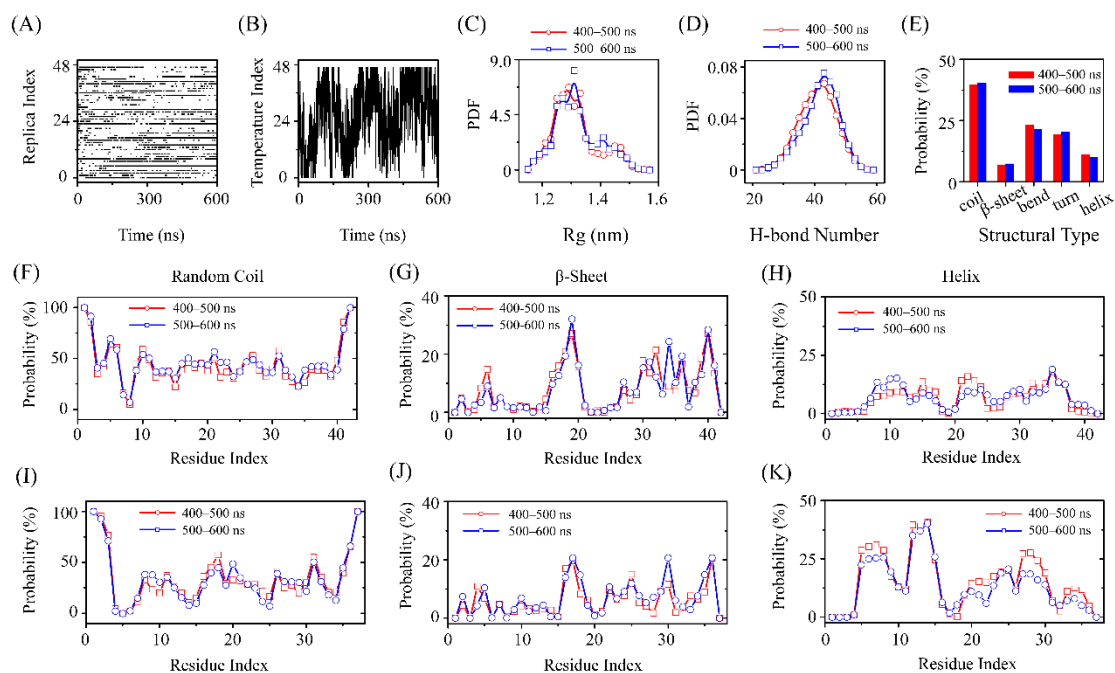 (A)
Replica Index
48
24
0
0
300
600
Time (ns)
(B)
Temperature Index
48
24
0
0
300
600
Time (ns)
(C)
400–500 ns
500–600 ns
PDF
9.0
4.5
0
1.2
1.4
1.6
Rg (nm)
(D)
400–500 ns
500–600 ns
PDF
0.08
0.04
0
20
40
60
H-bond Number
(E)
Probability (%)
50
25
0
400–500 ns
500–600 ns
coil
β-sheet
bend
turn
helix
Structural Type
(F)
Random Coil
Probability (%)
100
50
0
400–500 ns
500–600 ns
0
10
20
30
40
Residue Index
(G)
β-Sheet
Probability (%)
40
20
0
400–500 ns
500–600 ns
0
10
20
30
40
Residue Index
(H)
Helix
Probability (%)
50
25
0
400–500 ns
500–600 ns
0
10
20
30
40
Residue Index
(I)
Probability (%)
100
50
0
400–500 ns
500–600 ns
0
10
20
30
Residue Index
(J)
Probability (%)
40
20
0
400–500 ns
500–600 ns
0
10
20
30
Residue Index
(K)
Probability (%)
50
25
0
400–500 ns
500–600 ns
0
10
20
30
Residue Index